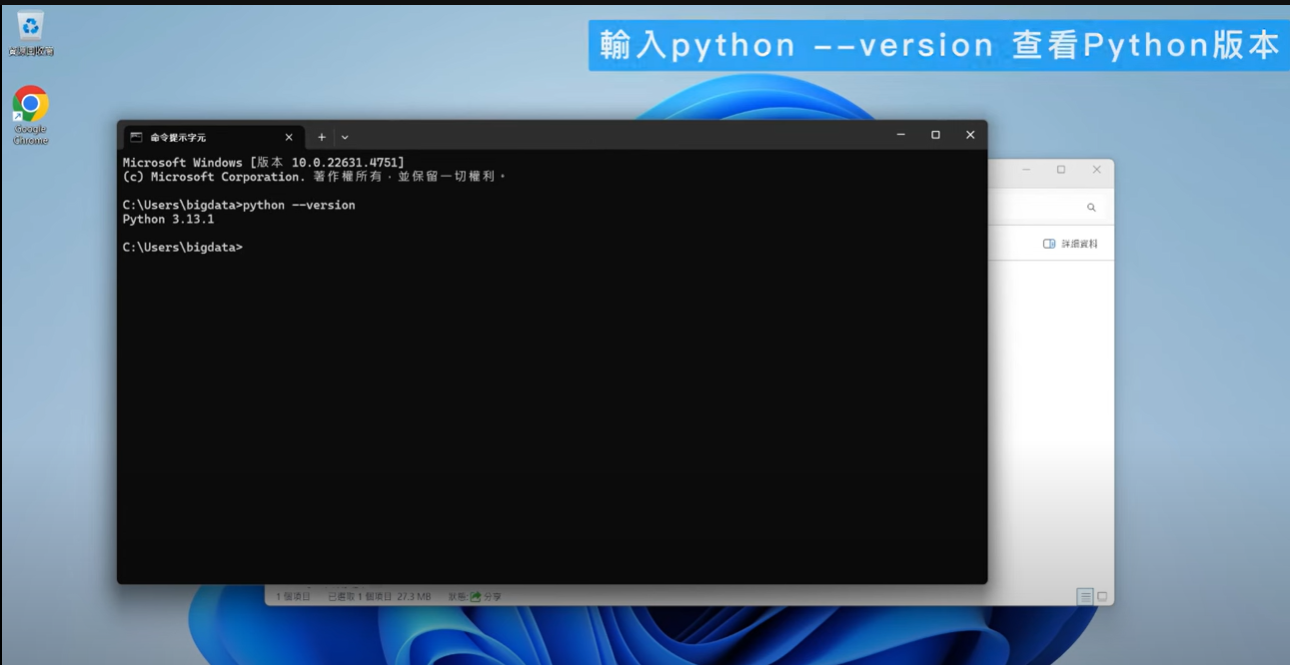 資源回收筒
輸入python --version 查看Python版本
Google
Chrome
命令提示字元
Microsoft Windows [版本 10.0.22631.4751]
(c) Microsoft Corporation. 著作權所有，並保留一切權利。
C:\Users\bigdata>python --version
Python 3.13.1
C:\Users\bigdata>
詳細資料
1 個項目 已選取 1 個項目 27.3 MB 狀態: 分享